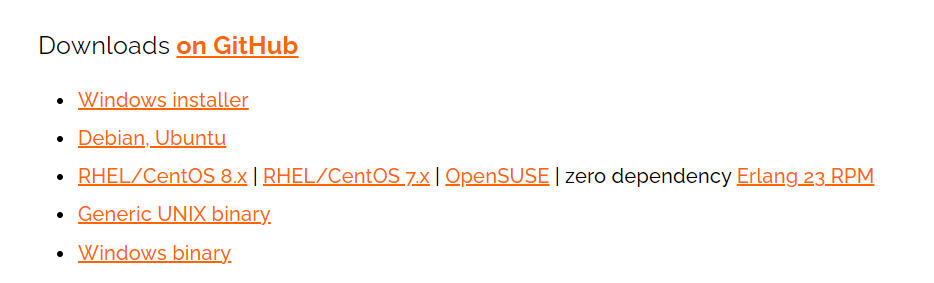 Downloads on GitHub
Windows installer
Debian, Ubuntu
RHEL/CentOS 8.x | RHEL/CentOS 7.x | OpenSUSE | zero dependency Erlang 23 RPM
Generic UNIX binary
Windows binary